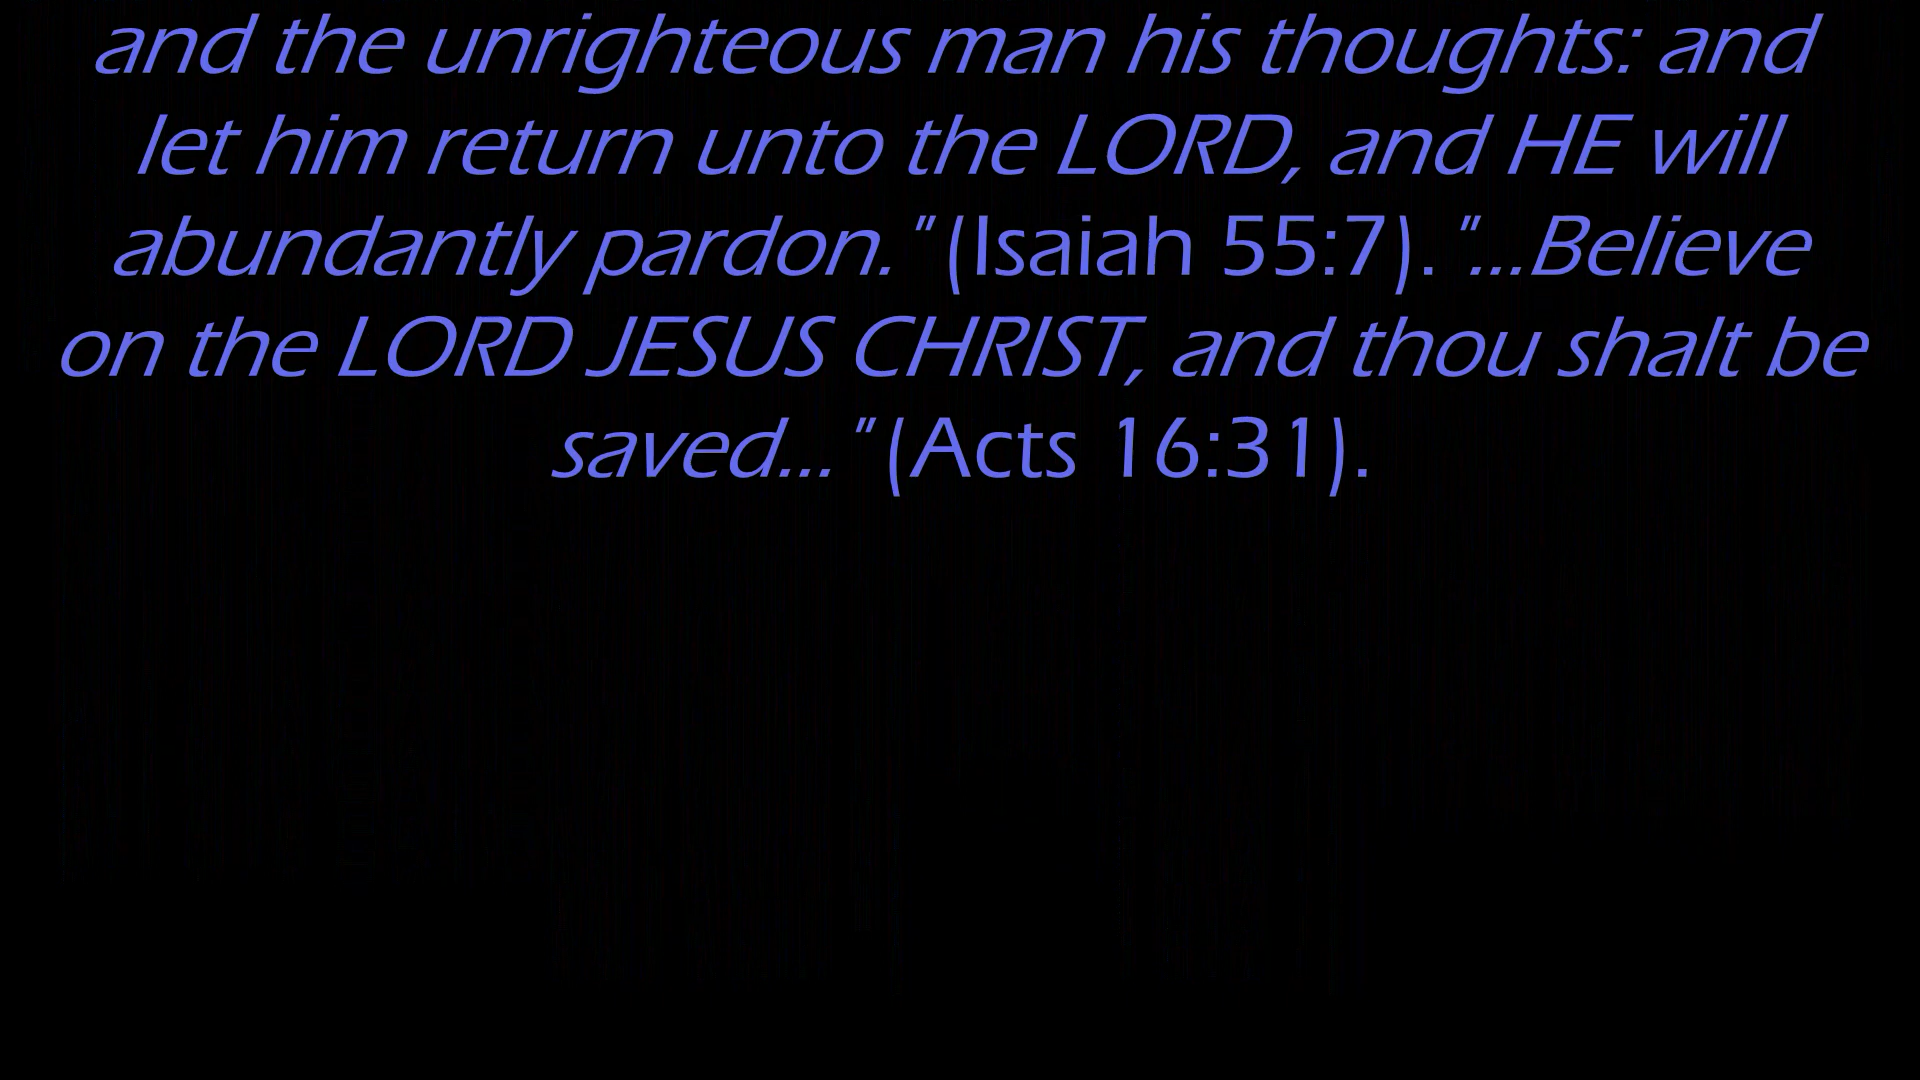 and the unrighteous man his thoughts: and
let him return unto the LORD, and HE will
abundantly pardon." (Isaiah 55:7). "...Believe
on the LORD JESUS CHRIST, and thou shalt be
saved... " (Acts 16:31).